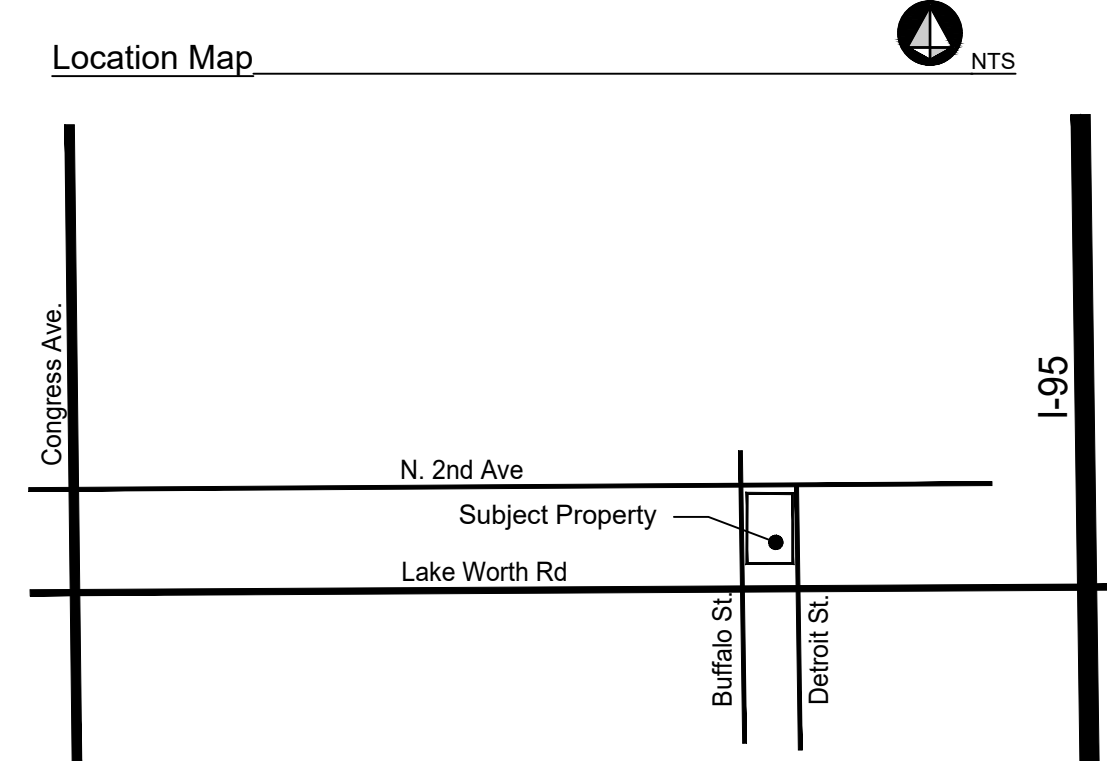 Location Map
NTS
Congress Ave.
I-95
N. 2nd Ave
Subject Property
Lake Worth Rd
Buffalo St.
Detroit St.